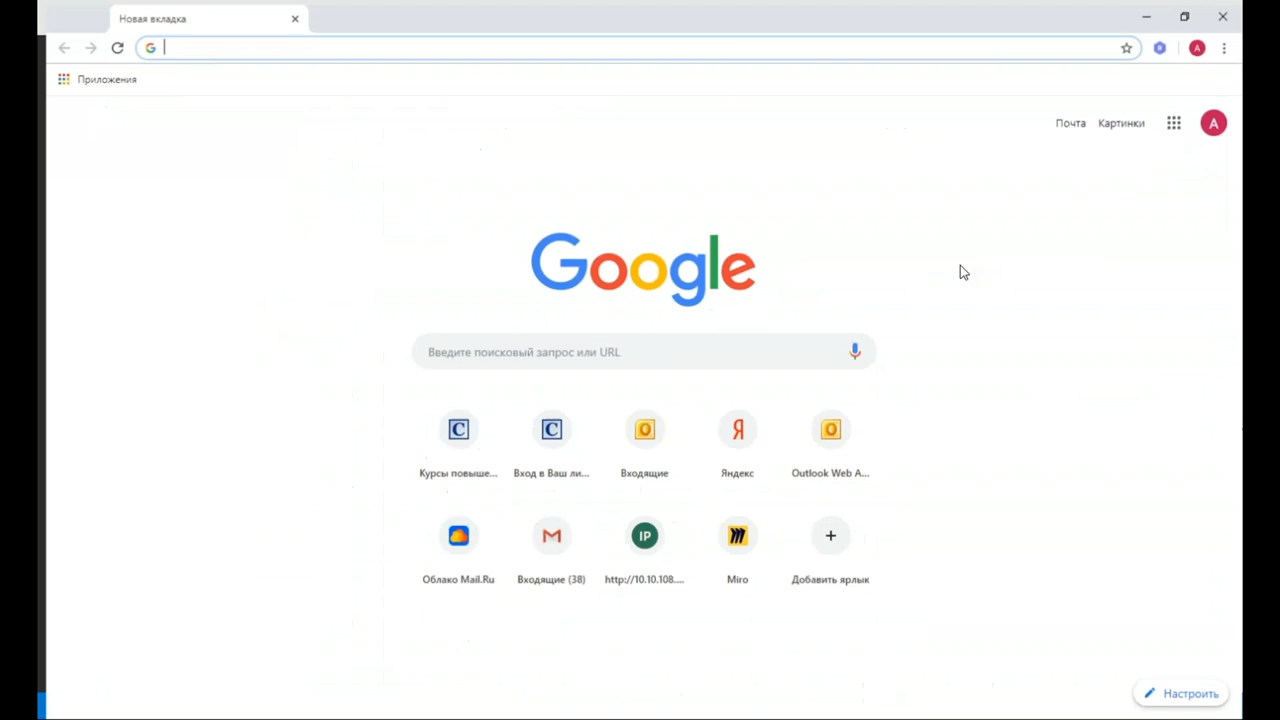 Новая вкладка
Приложения
A
Почта
Картинки
A
Google
Введите поисковый запрос или URL
C
C
O
Я
O
Курсы повыше...
Вход в Ваш ли...
Входящие
Яндекс
Outlook Web A...
M
IP
Облако Mail.Ru
Входящие (38)
http://10.10.108....
Miro
Добавить ярлык
Настроить